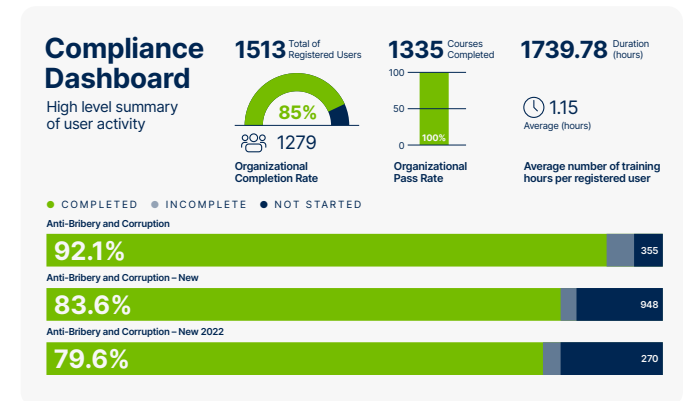 Compliance
Dashboard
High level summary
of user activity
1513 Total of
Registered Users
85%
1279
Organizational
Completion Rate
1335 Courses
Completed
100
50
0
100%
Organizational
Pass Rate
1739.78 Duration
(hours)
1.15
Average (hours)
Average number of training
hours per registered user
COMPLETED INCOMPLETE NOT STARTED
Anti-Bribery and Corruption
92.1% 355
Anti-Bribery and Corruption – New
83.6% 948
Anti-Bribery and Corruption – New 2022
79.6% 270